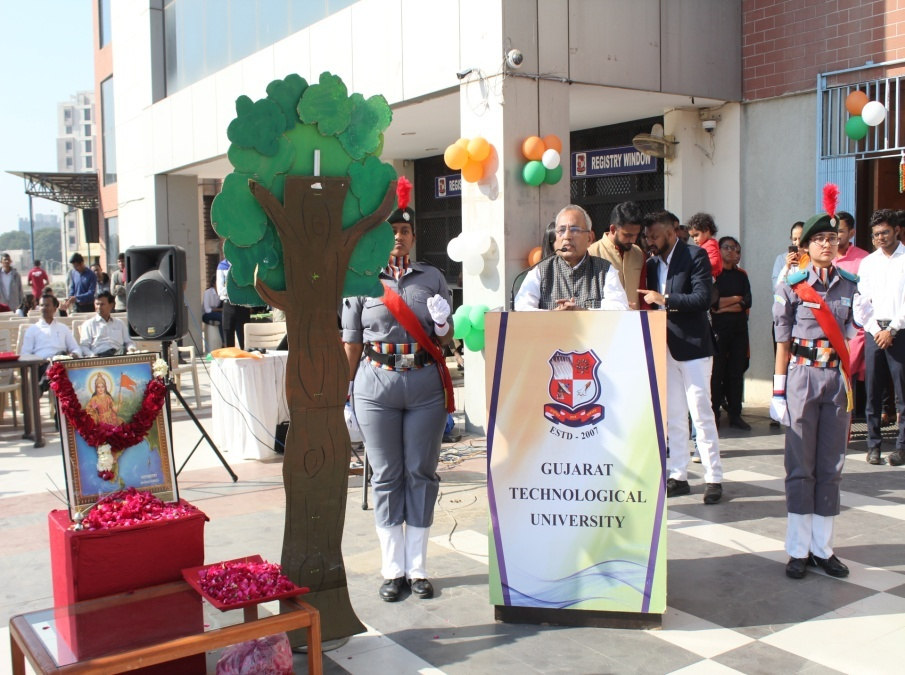 REGISTRY WINDOW
ESTD - 2007
GUJARAT
TECHNOLOGICAL
UNIVERSITY